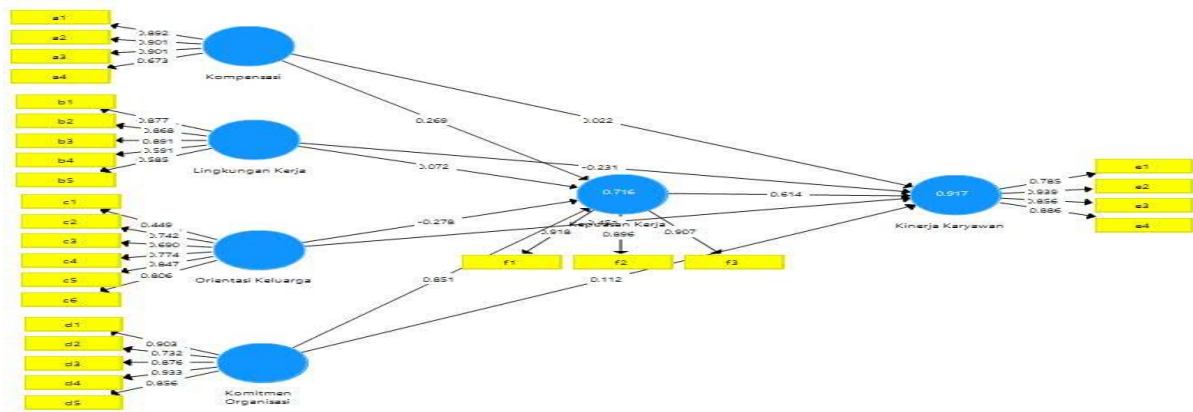 a1
a2
a3
a4
0.892
0.901
0.901
0.673
Kompensasi
b1
b2
b3
b4
b5
0.877
0.868
0.891
0.591
0.585
Lingkungan Kerja
c1
c2
c3
c4
c5
c6
0.449
0.742
0.690
0.774
0.847
0.806
Orientasi Keluarga
d1
d2
d3
d4
d5
0.903
0.732
0.876
0.933
0.856
Komitmen
Organisasi
0.269
0.072
-0.278
0.851
0.022
-0.231
0.614
0.112
0.716
Kepuasan Kerja
0.918
0.896
0.907
f1
f2
f3
0.917
Kinerja Karyawan
0.785
0.939
0.856
0.886
e1
e2
e3
e4